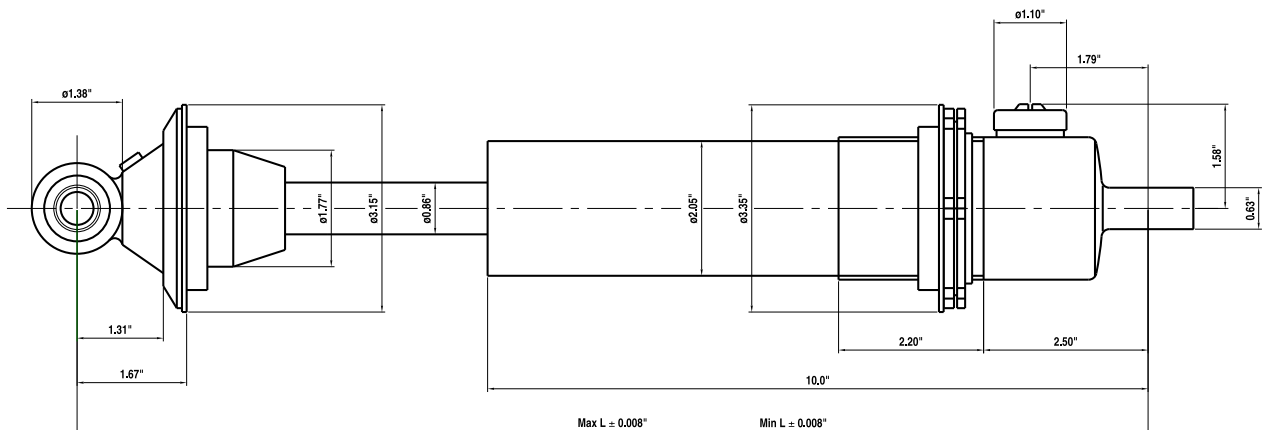 ø1.10"
1.79"
ø1.38"
1.58"
ø1.77"
ø3.15"
ø0.86"
ø2.05"
ø3.35"
0.63"
1.31"
2.20"
2.50"
1.67"
10.0"
Max L ± 0.008"
Min L ± 0.008"